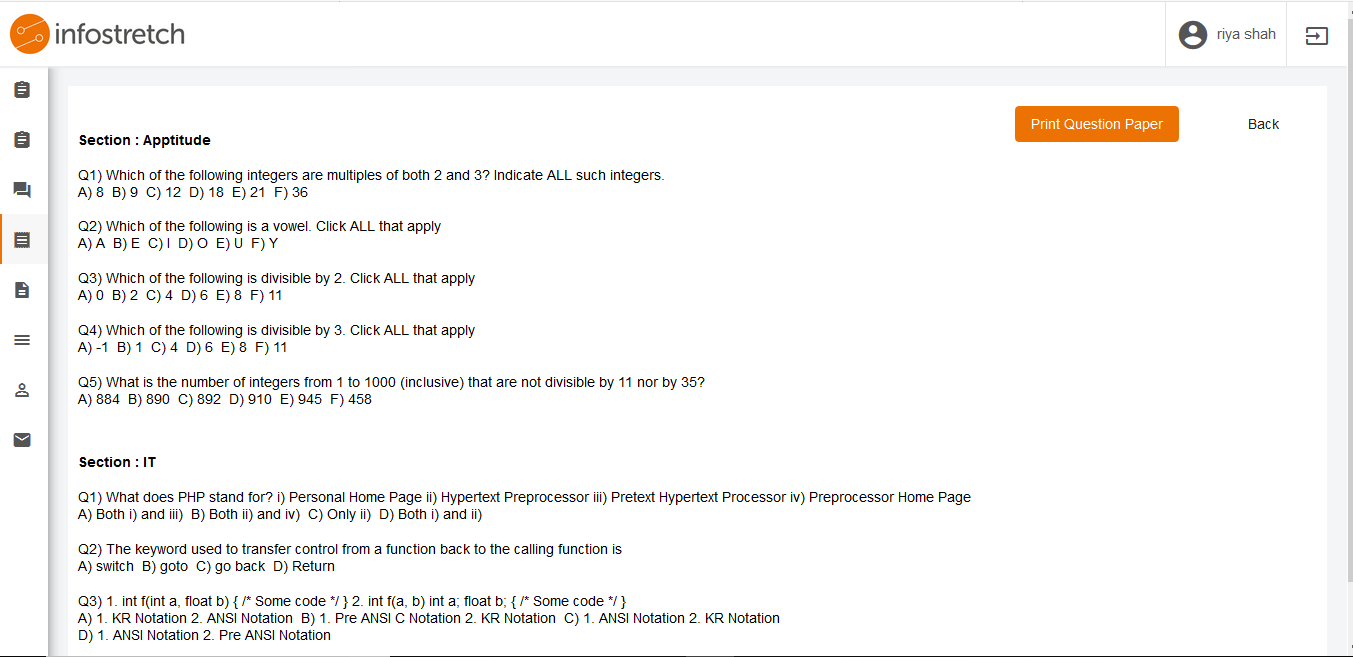 infostretch
riya shah
Print Question Paper
Back
Section : Apptitude
Q1) Which of the following integers are multiples of both 2 and 3? Indicate ALL such integers.
A) 8 B) 9 C) 12 D) 18 E) 21 F) 36
Q2) Which of the following is a vowel. Click ALL that apply
A) A B) E C) I D) O E) U F) Y
Q3) Which of the following is divisible by 2. Click ALL that apply
A) 0 B) 2 C) 4 D) 6 E) 8 F) 11
Q4) Which of the following is divisible by 3. Click ALL that apply
A) -1 B) 1 C) 4 D) 6 E) 8 F) 11
Q5) What is the number of integers from 1 to 1000 (inclusive) that are not divisible by 11 nor by 35?
A) 884 B) 890 C) 892 D) 910 E) 945 F) 458
Section : IT
Q1) What does PHP stand for? i) Personal Home Page ii) Hypertext Preprocessor iii) Pretext Hypertext Processor iv) Preprocessor Home Page
A) Both i) and iii) B) Both ii) and iv) C) Only ii) D) Both i) and ii)
Q2) The keyword used to transfer control from a function back to the calling function is
A) switch B) goto C) go back D) Return
Q3) 1. int f(int a, float b) { /* Some code */ } 2. int f(a, b) int a; float b; { /* Some code */ }
A) 1. KR Notation 2. ANSI Notation B) 1. Pre ANSI C Notation 2. KR Notation C) 1. ANSI Notation 2. KR Notation
D) 1. ANSI Notation 2. Pre ANSI Notation